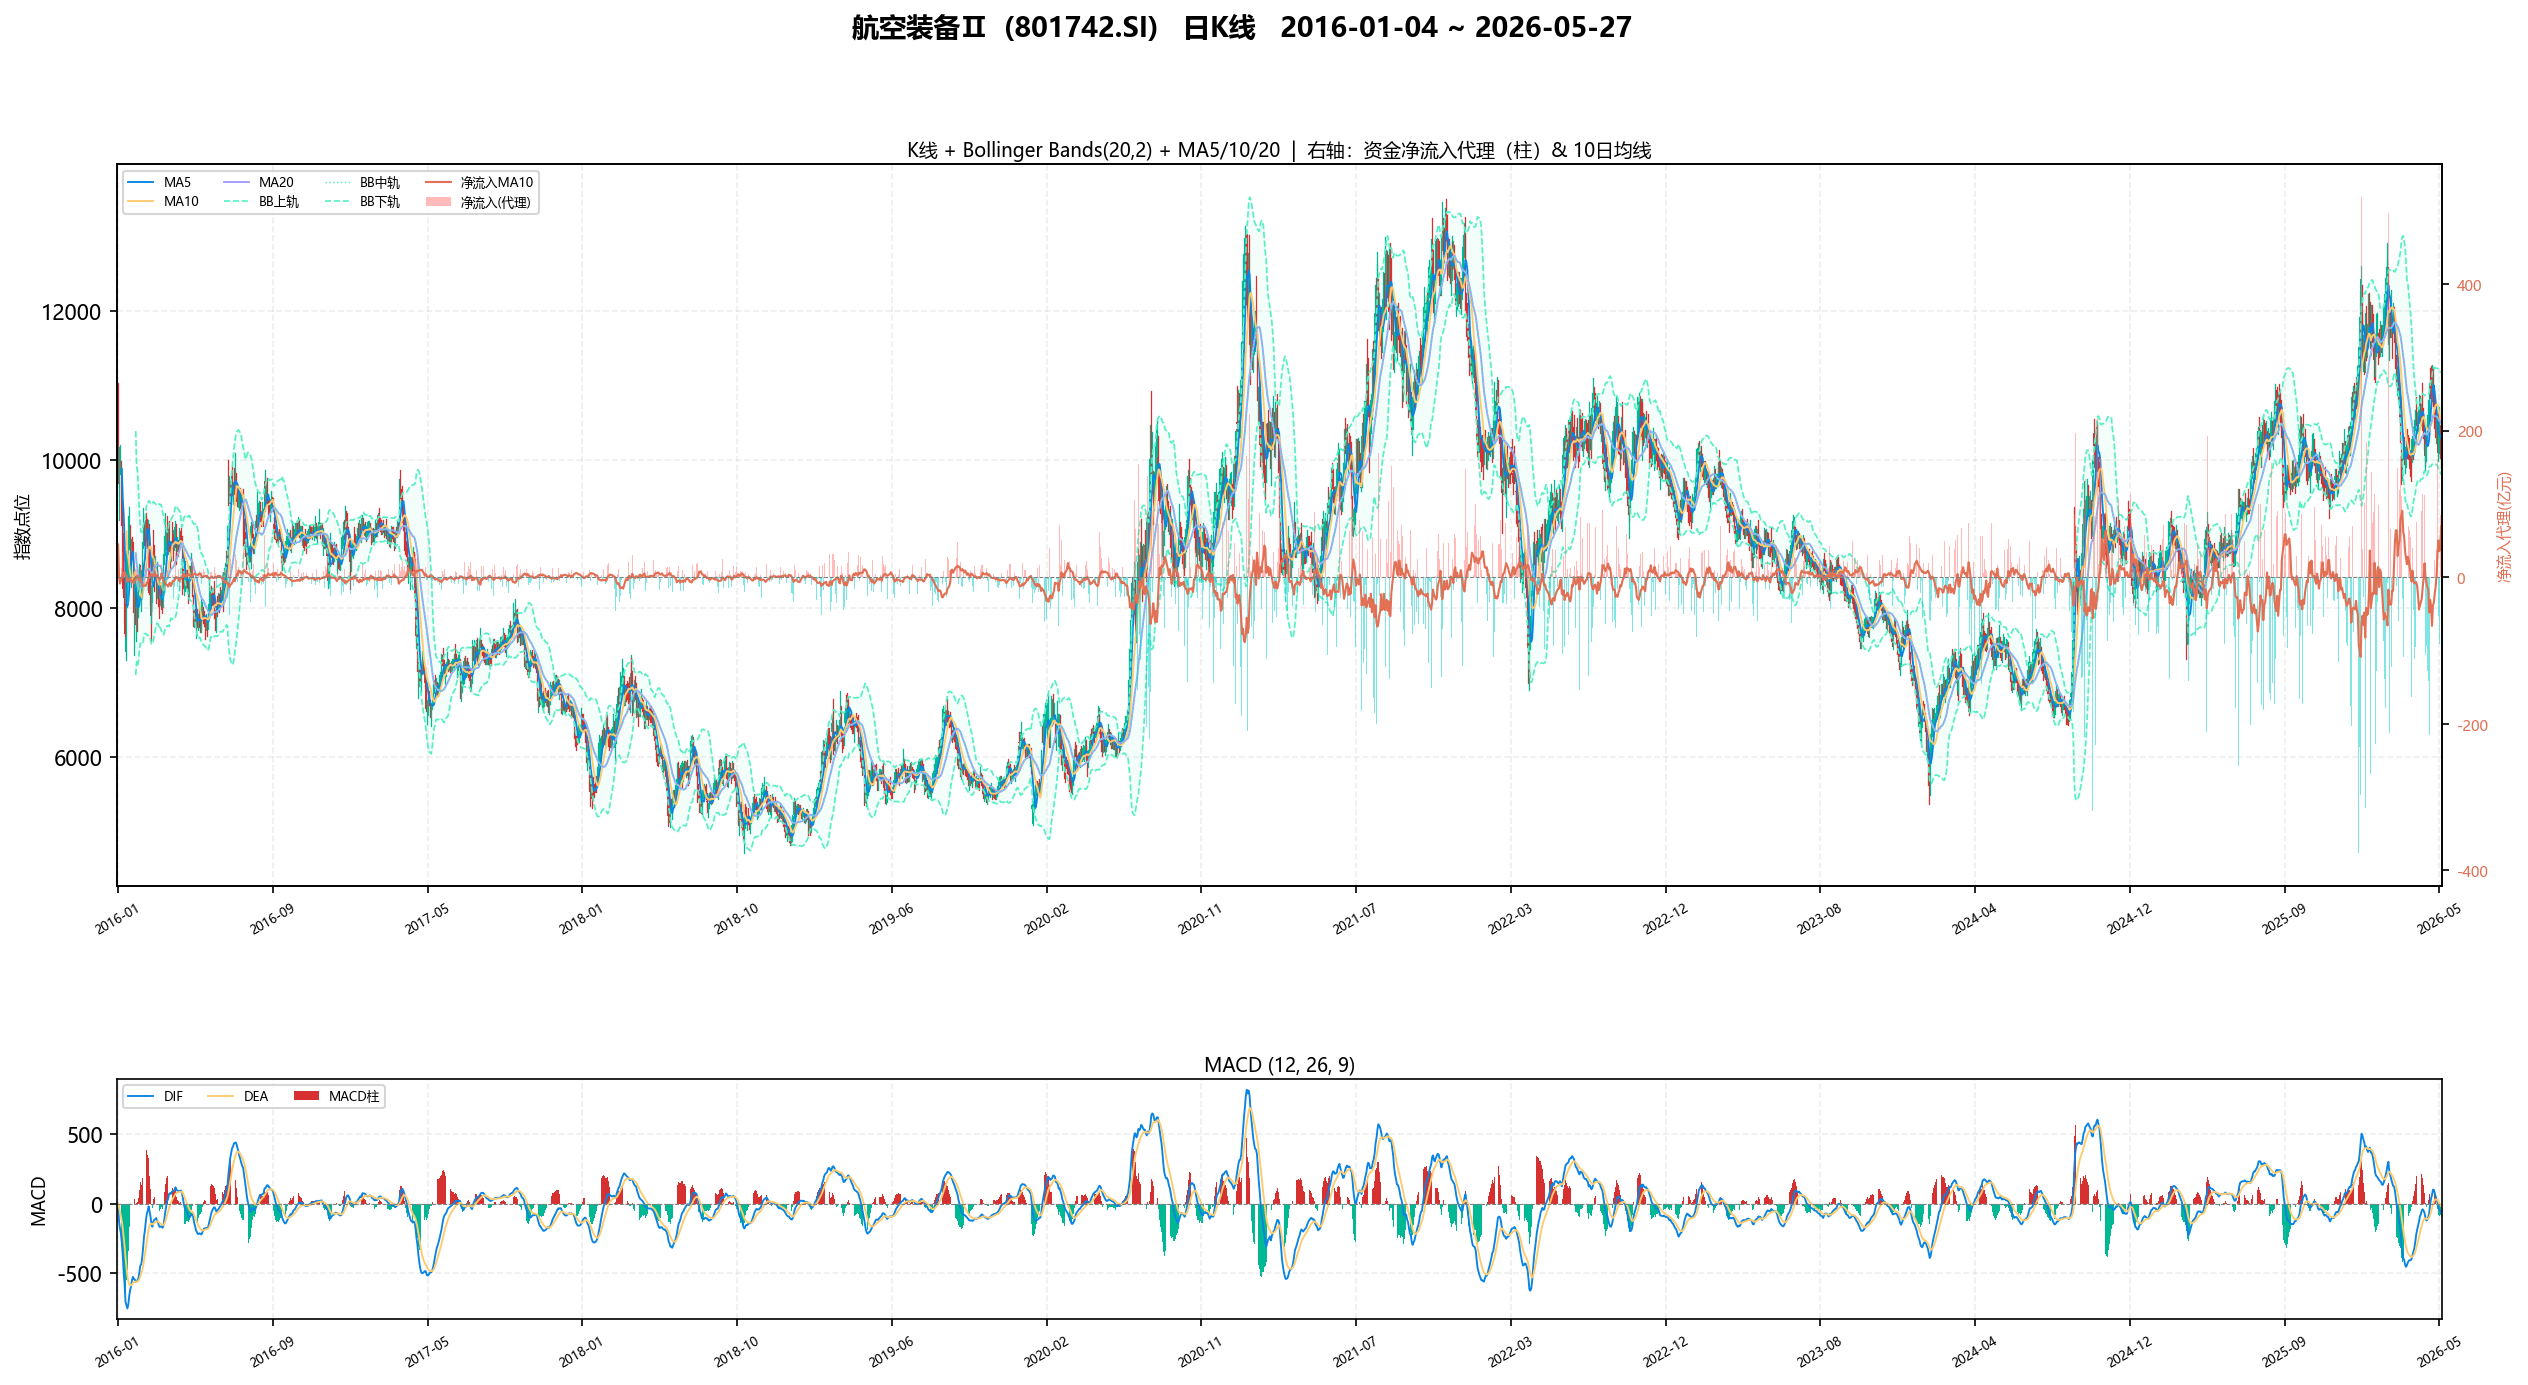 航空装备Ⅱ (801742.SI) 日K线 2016-01-04 ~ 2026-05-27
K线 + Bollinger Bands(20,2) + MA5/10/20 | 右轴：资金净流入代理（柱）& 10日均线
MA5 MA20 BB中轨 净流入MA10
MA10 BB上轨 BB下轨 净流入(代理)
指数点位
12000
10000
8000
6000
400
200
0
-200
-400
净流入代理(亿元)
2016-01 2016-09 2017-05 2018-01 2018-10 2019-06 2020-02 2020-11 2021-07 2022-03 2022-12 2023-08 2024-04 2024-12 2025-09 2026-05
MACD (12, 26, 9)
DIF DEA MACD柱
MACD
500
0
-500
2016-01 2016-09 2017-05 2018-01 2018-10 2019-06 2020-02 2020-11 2021-07 2022-03 2022-12 2023-08 2024-04 2024-12 2025-09 2026-05